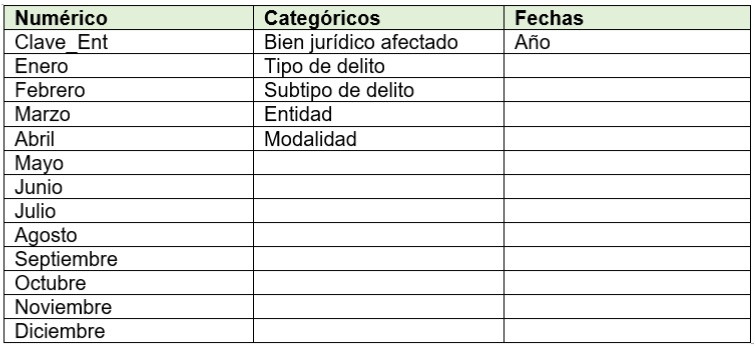 Numérico Categóricos Fechas
Clave_Ent Bien jurídico afectado Año
Enero Tipo de delito
Febrero Subtipo de delito
Marzo Entidad
Abril Modalidad
Mayo
Junio
Julio
Agosto
Septiembre
Octubre
Noviembre
Diciembre